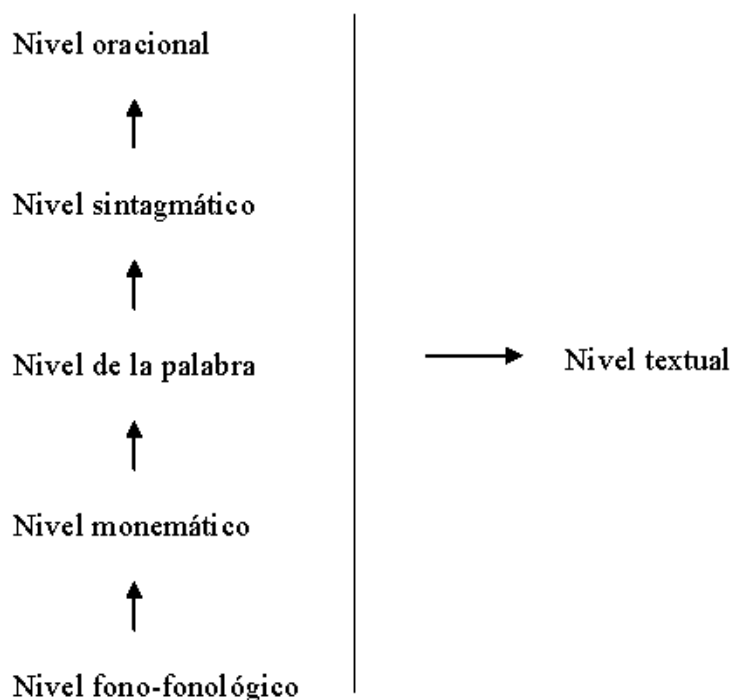 Nivel oracional
Nivel sintagmático
Nivel de la palabra
Nivel textual
Nivel monemático
Nivel fono-fonológico